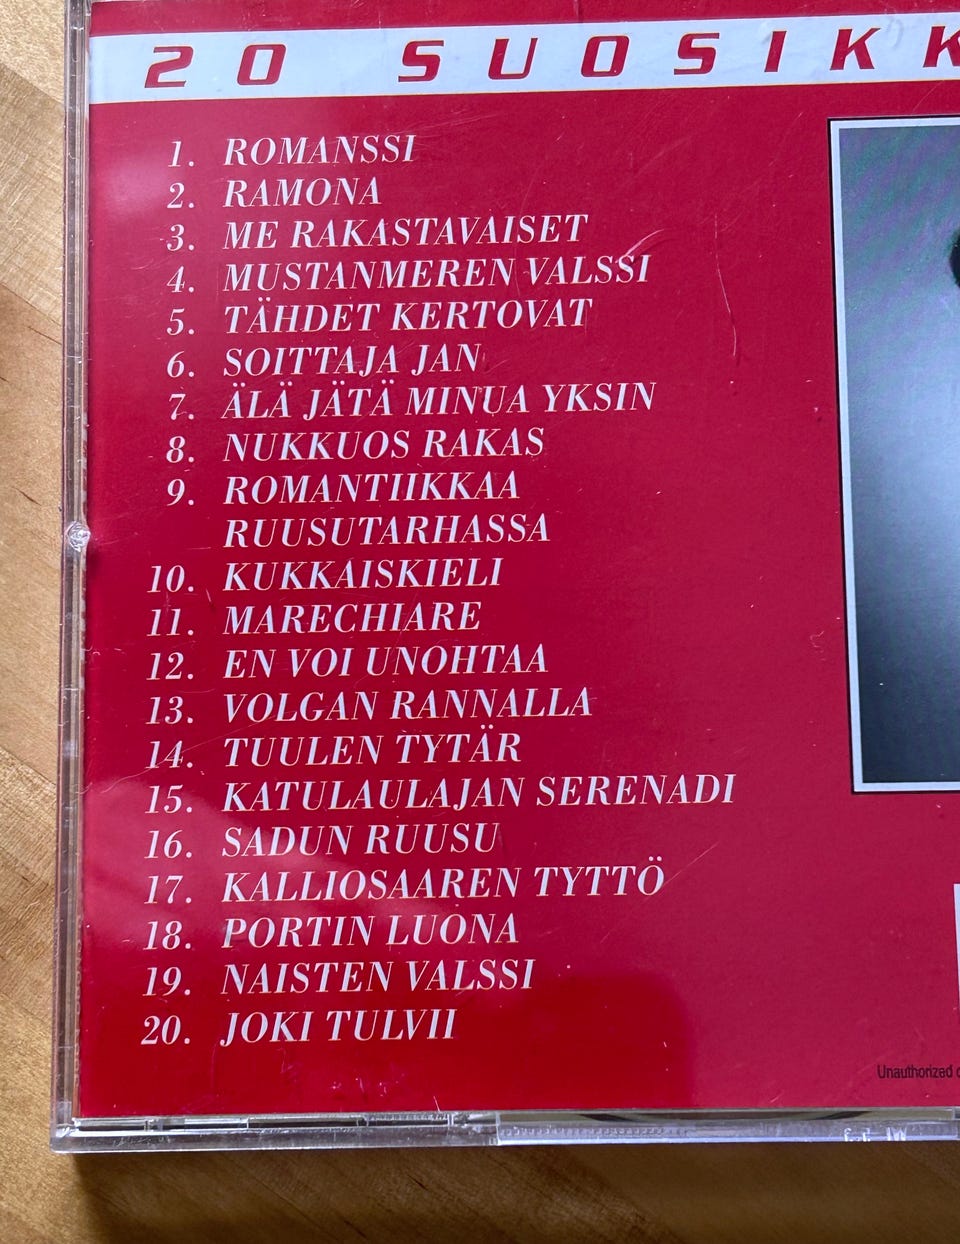 20 SUOSIKK
1. ROMANSSI
2. RAMONA
3. ME RAKASTAVAISET
4. MUSTANMEREN VALSSI
5. TÄHDET KERTOVAT
6. SOITTAJA JAN
7. ÄLÄ JÄTÄ MINUA YKSIN
8. NUKKUOS RAKAS
9. ROMANTIIKKAA
RUUSUTARHASSA
10. KUKKAISKIELI
11. MARECHIARE
12. EN VOI UNOHTAA
13. VOLGAN RANNALLA
14. TUULEN TYTÄR
15. KATULAULAJAN SERENADI
16. SADUN RUUSU
17. KALLIOSAAREN TYTTÖ
18. PORTIN LUONA
19. NAISTEN VALSSI
20. JOKI TULVII
Unauthorized